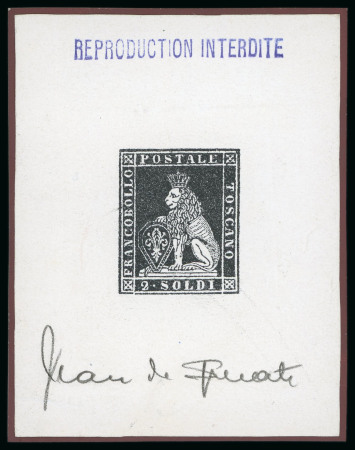 REPRODUCTION INTERDITE
POSTALE
FRANCOBOLLO
TOSCANO
2 · SOLDI
Jean de Sperati